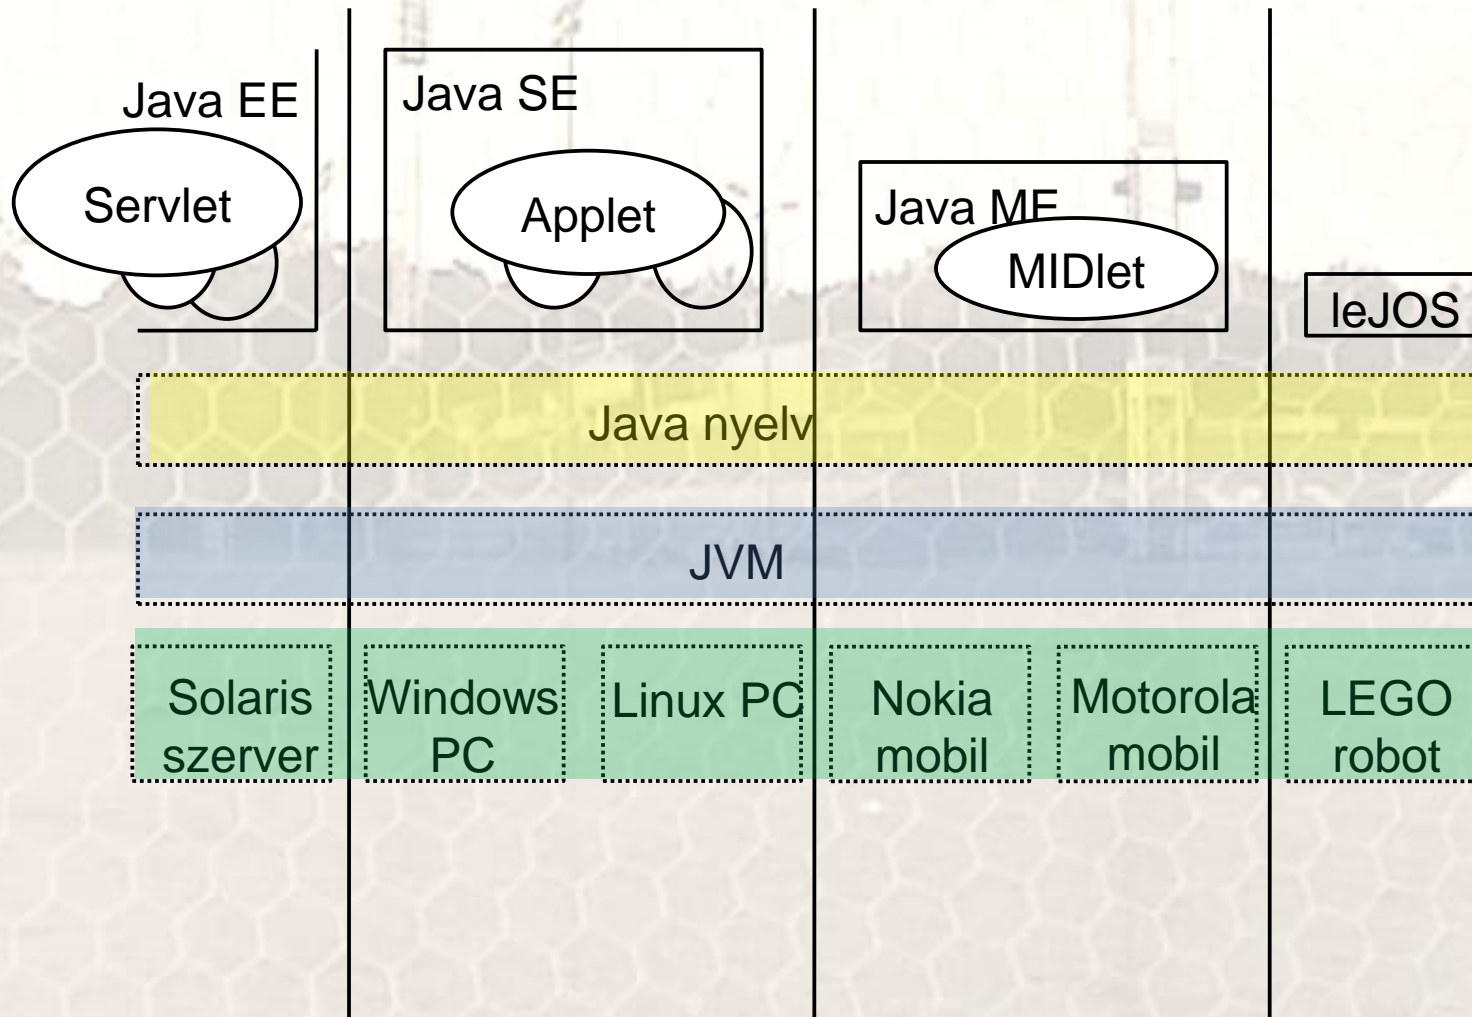 Java EE
Servlet
Java SE
Applet
Java ME
MIDlet
leJOS
Java nyelv
JVM
Solaris
szerver
Windows
PC
Linux PC
Nokia
mobil
Motorola
mobil
LEGO
robot